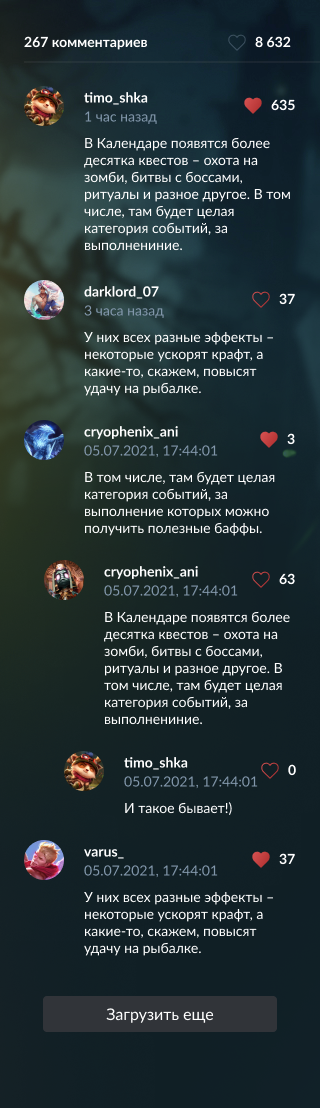 267 комментариев 8 632
timo_shka 635
1 час назад
В Календаре появятся более
десятка квестов – охота на
зомби, битвы с боссами,
ритуалы и разное другое. В том
числе, там будет целая
категория событий, за
выполненине.
darklord_07 37
3 часа назад
У них всех разные эффекты –
некоторые ускорят крафт, а
какие-то, скажем, повысят
удачу на рыбалке.
cryophenix_ani 3
05.07.2021, 17:44:01
В том числе, там будет целая
категория событий, за
выполнение которых можно
получить полезные баффы.
cryophenix_ani 63
05.07.2021, 17:44:01
В Календаре появятся более
десятка квестов – охота на
зомби, битвы с боссами,
ритуалы и разное другое. В
том числе, там будет целая
категория событий, за
выполненине.
timo_shka 0
05.07.2021, 17:44:01
И такое бывает!)
varus_ 37
05.07.2021, 17:44:01
У них всех разные эффекты –
некоторые ускорят крафт, а
какие-то, скажем, повысят
удачу на рыбалке.
Загрузить еще